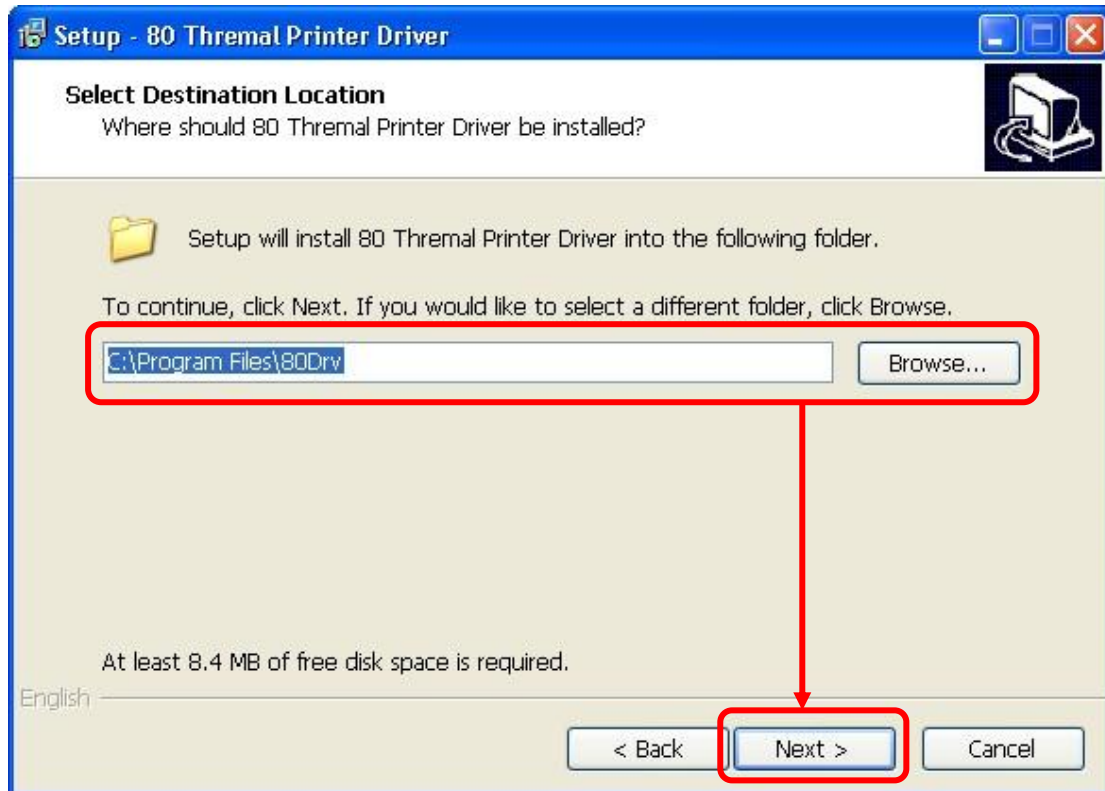 Setup - 80 Thremal Printer Driver
Select Destination Location
Where should 80 Thremal Printer Driver be installed?
Setup will install 80 Thremal Printer Driver into the following folder.
To continue, click Next. If you would like to select a different folder, click Browse.
C:\Program Files\80Drv
Browse...
At least 8.4 MB of free disk space is required.
English
< Back
Next >
Cancel